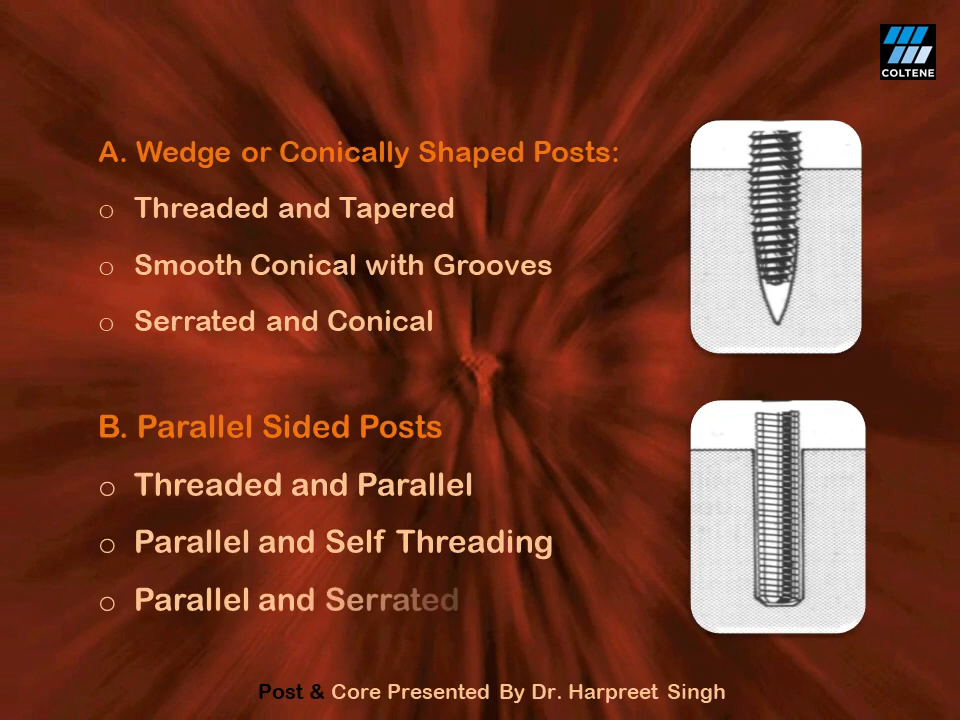 COLTENE
A. Wedge or Conically Shaped Posts:
o Threaded and Tapered
o Smooth Conical with Grooves
o Serrated and Conical
B. Parallel Sided Posts
o Threaded and Parallel
o Parallel and Self Threading
o Parallel and Serrated
Post & Core Presented By Dr. Harpreet Singh